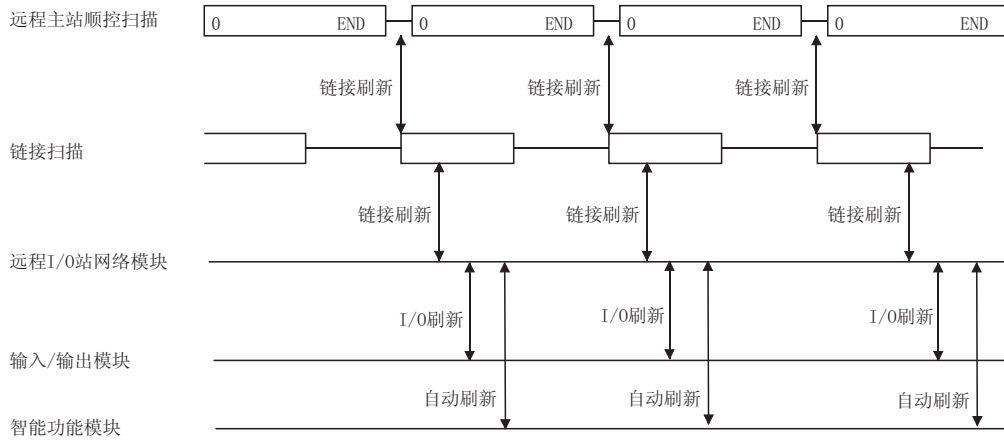 远程主站顺控扫描
0 END 0 END 0 END 0 END
链接刷新 链接刷新 链接刷新
链接扫描
链接刷新 链接刷新 链接刷新
远程I/O站网络模块
I/O刷新 I/O刷新 I/O刷新
输入/输出模块
自动刷新 自动刷新 自动刷新
智能功能模块